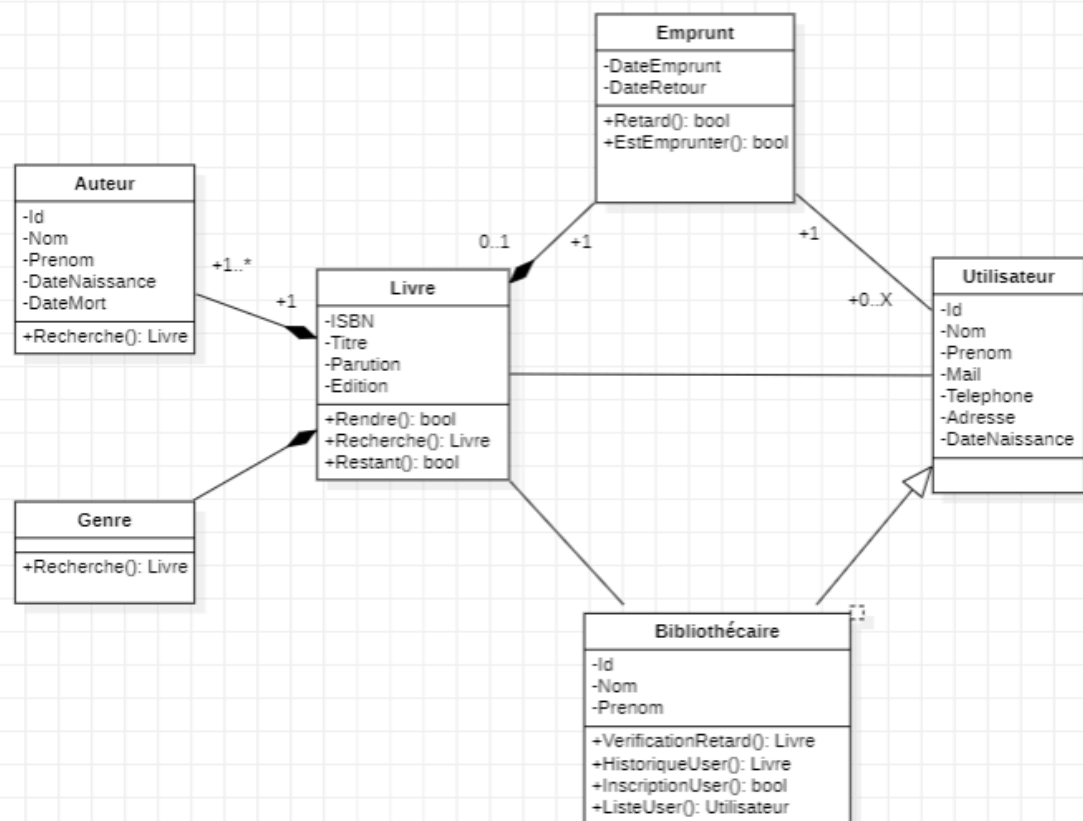 Emprunt
-DateEmprunt
-DateRetour
+Retard(): bool
+EstEmprunter(): bool
Auteur
-Id
-Nom
-Prenom
-DateNaissance
-DateMort
+Recherche(): Livre
+1..*
+1
0..1
+1
+1
+0..X
Livre
-ISBN
-Titre
-Parution
-Edition
+Rendre(): bool
+Recherche(): Livre
+Restant(): bool
Utilisateur
-Id
-Nom
-Prenom
-Mail
-Telephone
-Adresse
-DateNaissance
Genre
+Recherche(): Livre
Bibliothécaire
-Id
-Nom
-Prenom
+VerificationRetard(): Livre
+HistoriqueUser(): Livre
+InscriptionUser(): bool
+ListeUser(): Utilisateur